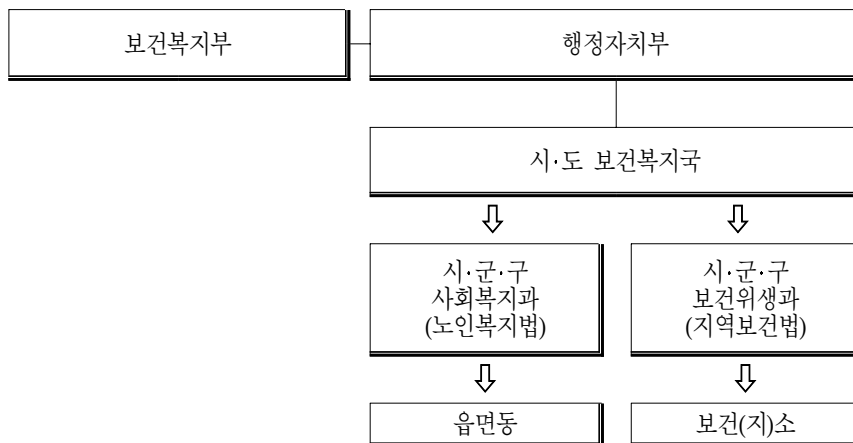 보건복지부
행정자치부
시·도 보건복지국
시·군·구
사회복지과
(노인복지법)
시·군·구
보건위생과
(지역보건법)
읍면동
보건(지)소